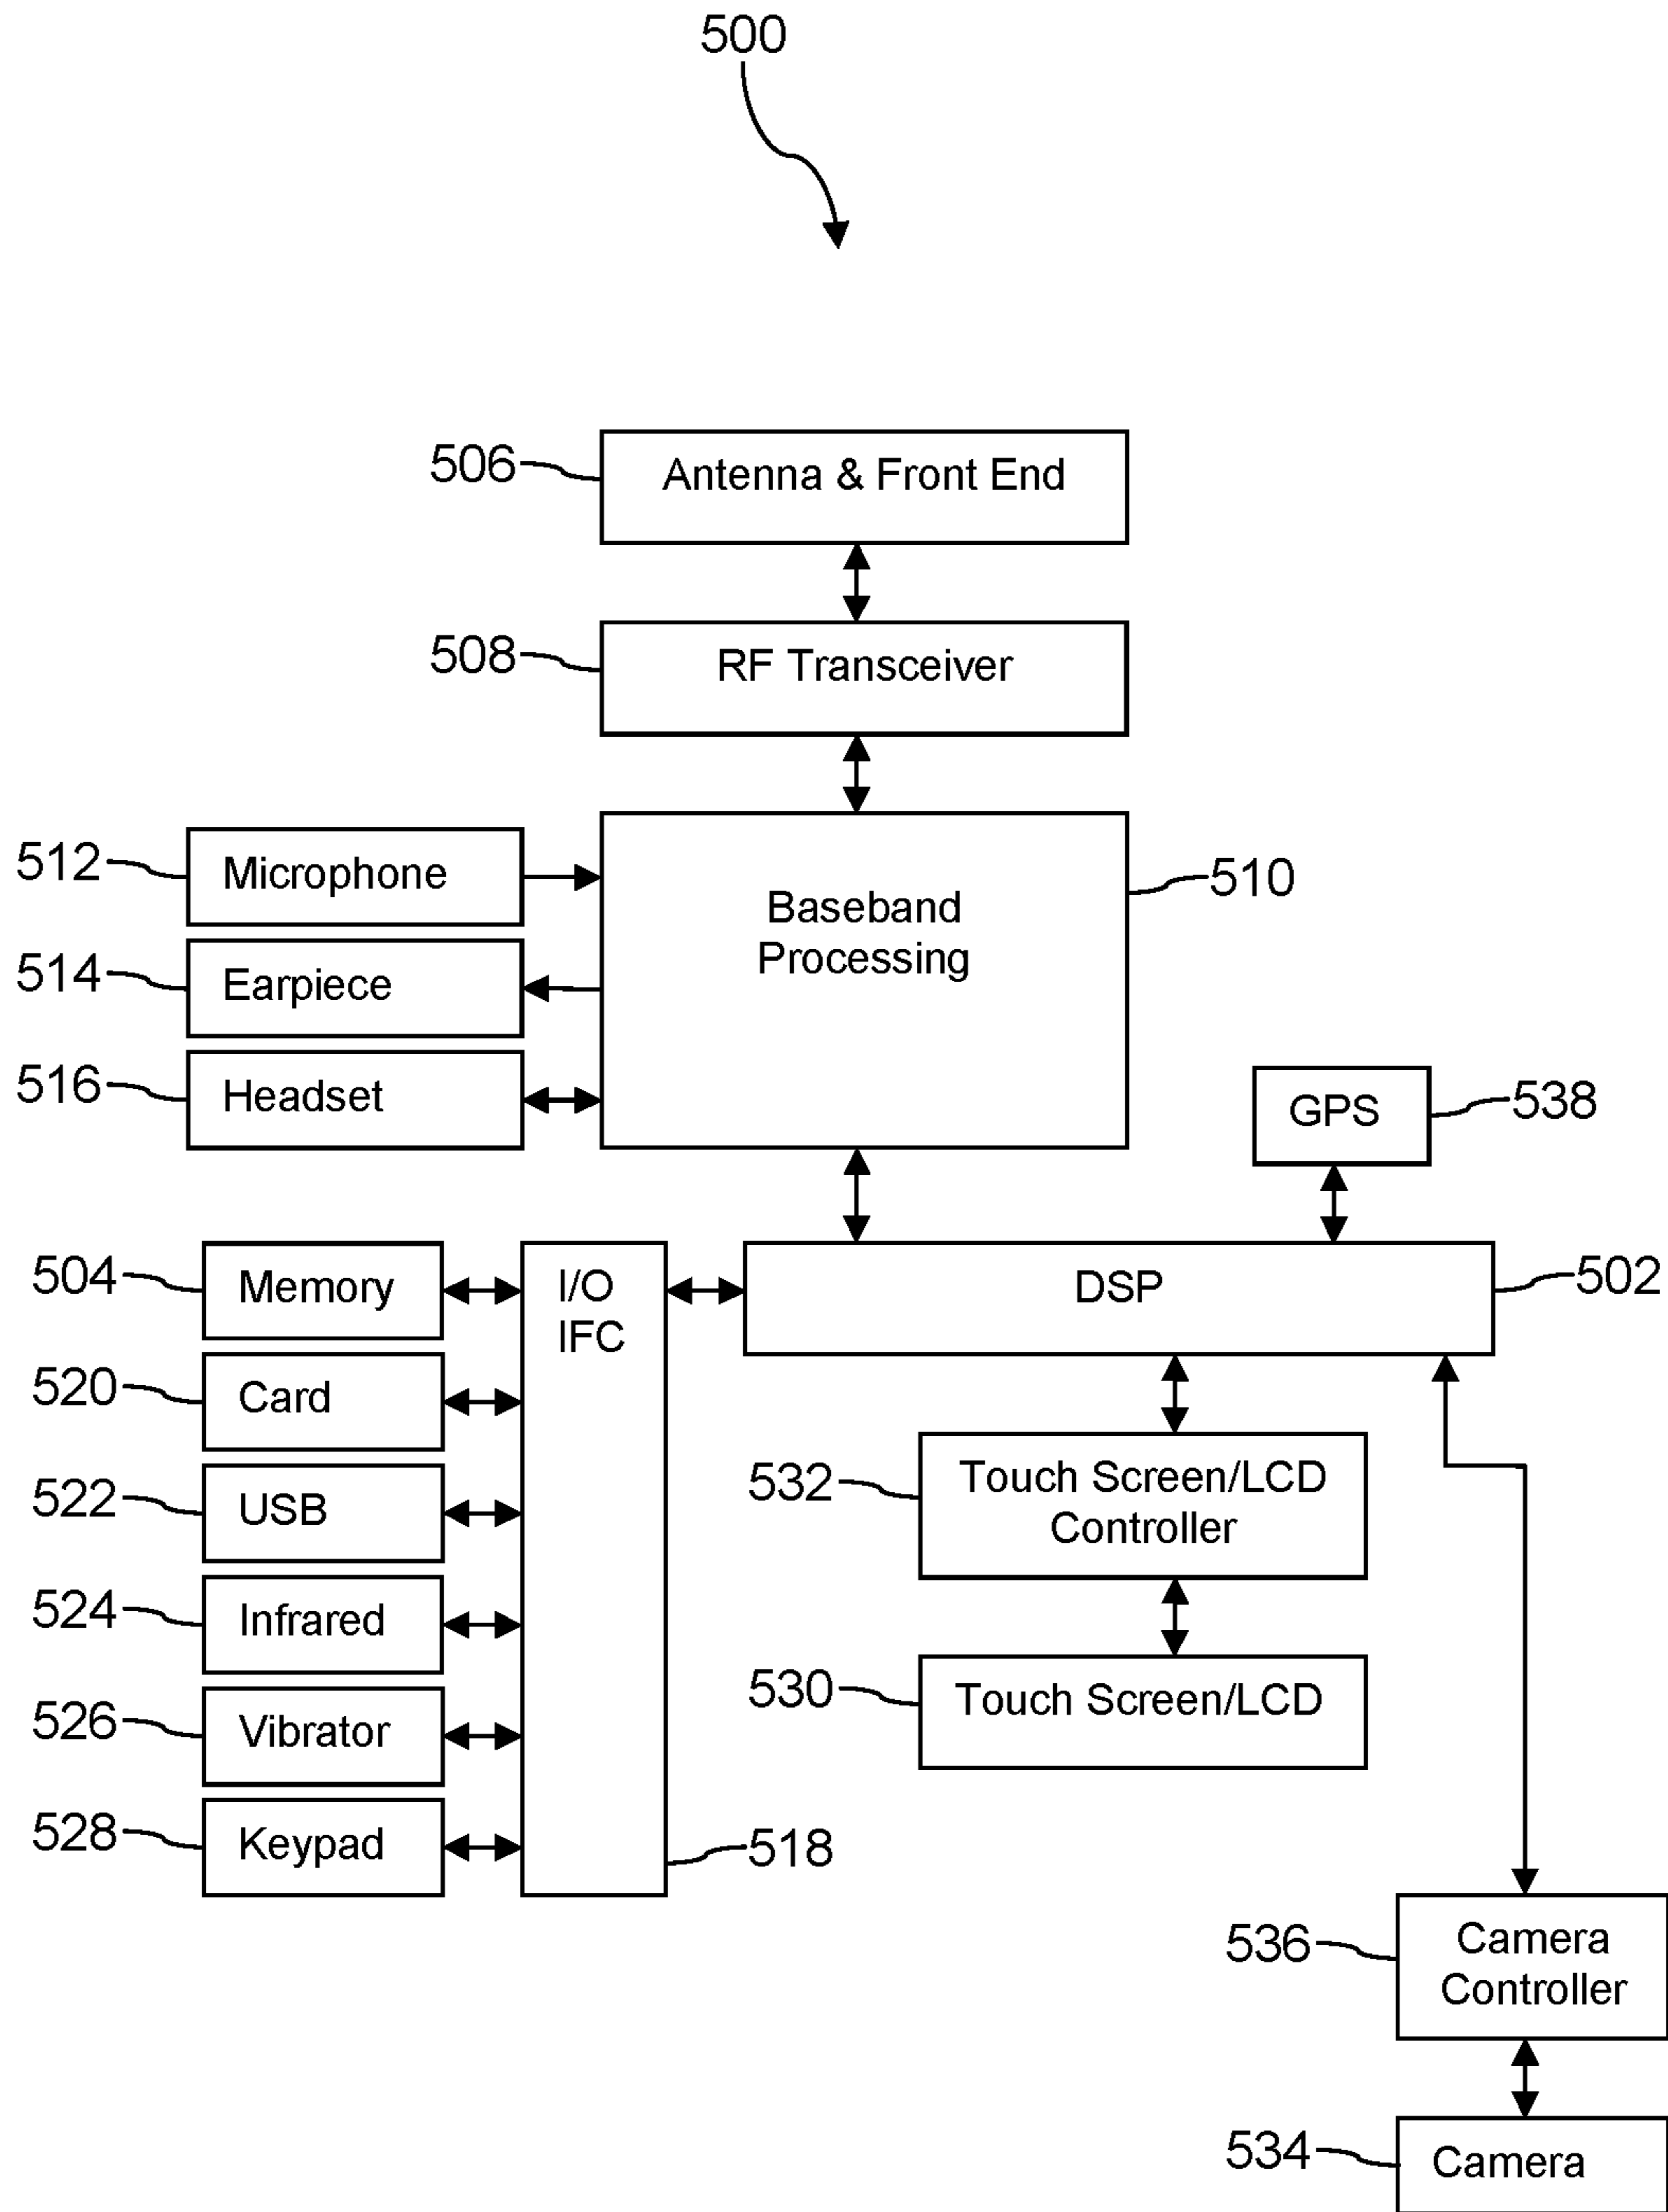 500
506
Antenna & Front End
508
RF Transceiver
512
Microphone
Baseband
Processing
510
514
Earpiece
516
Headset
GPS
538
504
Memory
I/O
IFC
DSP
502
520
Card
522
USB
532
Touch Screen/LCD
Controller
524
Infrared
530
Touch Screen/LCD
526
Vibrator
528
Keypad
518
536
Camera
Controller
534
Camera